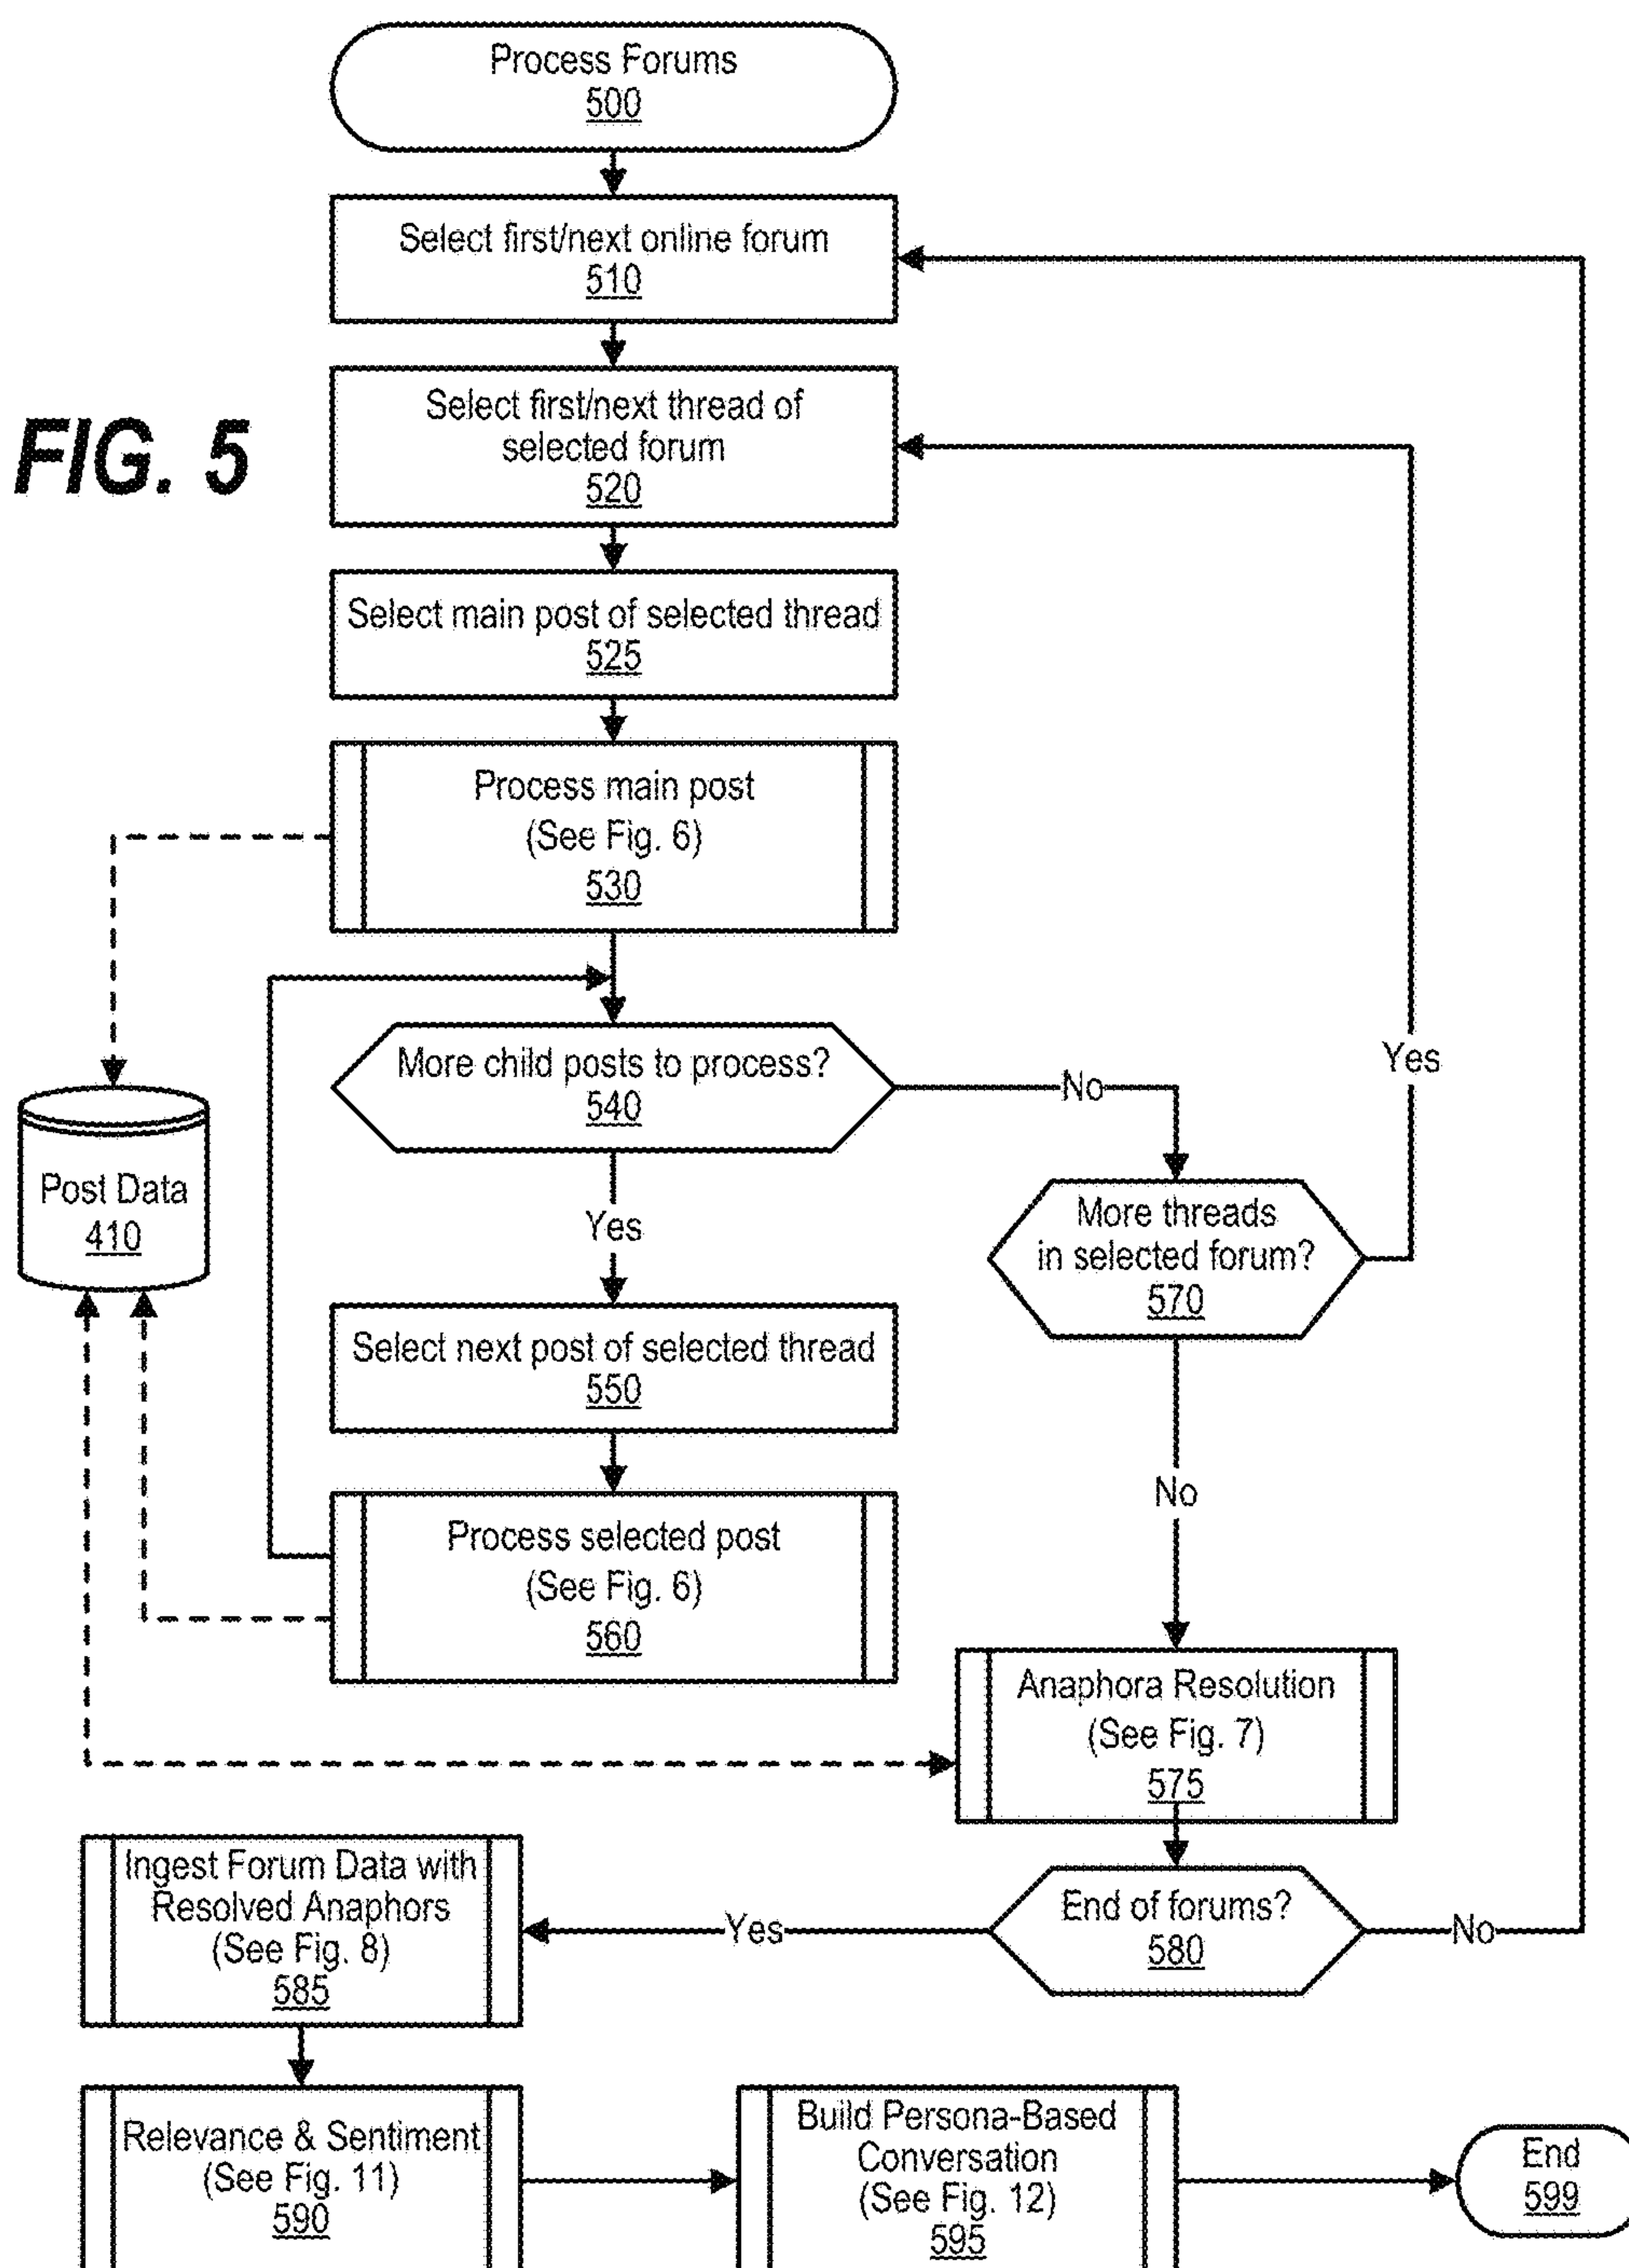 Process Forums
500
Select first/next online forum
510
FIG. 5
Select first/next thread of
selected forum
520
Select main post of selected thread
525
Process main post
(See Fig. 6)
530
More child posts to process?
540
No
Yes
Post Data
410
Yes
More threads
in selected forum?
570
Select next post of selected thread
550
No
Process selected post
(See Fig. 6)
560
Anaphora Resolution
(See Fig. 7)
575
Ingest Forum Data with
Resolved Anaphors
(See Fig. 8)
585
Yes
End of forums?
580
No
Relevance & Sentiment
(See Fig. 11)
590
Build Persona-Based
Conversation
(See Fig. 12)
595
End
599